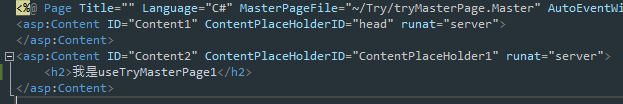 <%@ Page Title="" Language="C#" MasterPageFile="~/Try/tryMasterPage.Master" AutoEventWi
<asp:Content ID="Content1" ContentPlaceHolderID="head" runat="server">
</asp:Content>
<asp:Content ID="Content2" ContentPlaceHolderID="ContentPlaceHolder1" runat="server">
<h2>我是useTryMasterPage1</h2>
</asp:Content>